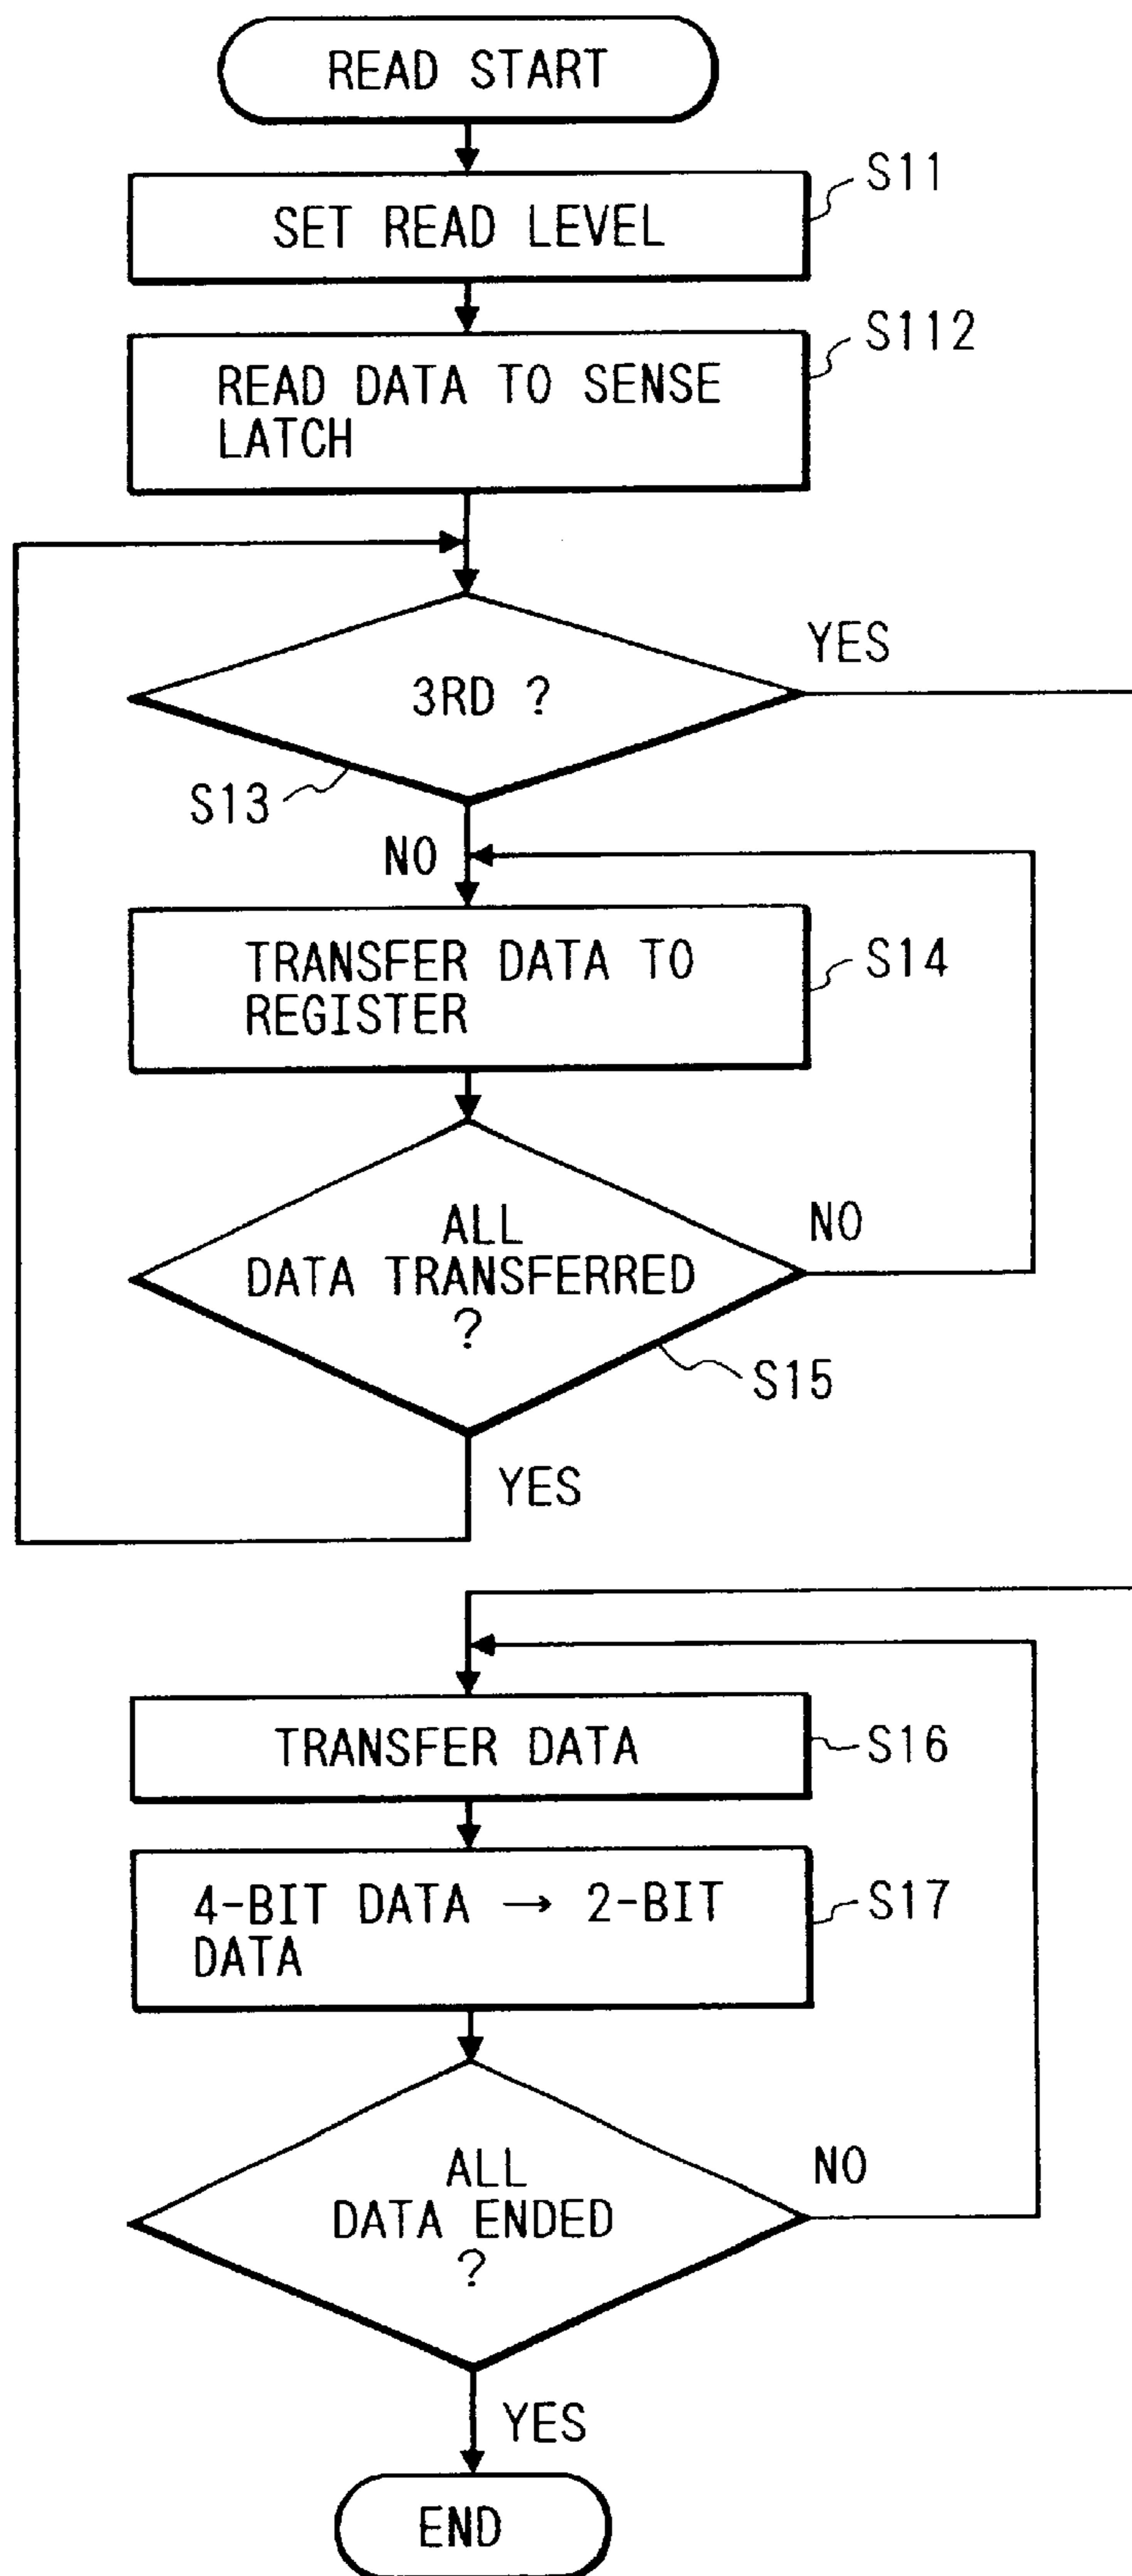 READ START
S11
SET READ LEVEL
S112
READ DATA TO SENSE
LATCH
YES
3RD ?
S13
NO
TRANSFER DATA TO
REGISTER
S14
ALL
DATA TRANSFERRED
?
NO
S15
YES
TRANSFER DATA
S16
4-BIT DATA → 2-BIT
DATA
S17
ALL
DATA ENDED
?
NO
YES
END